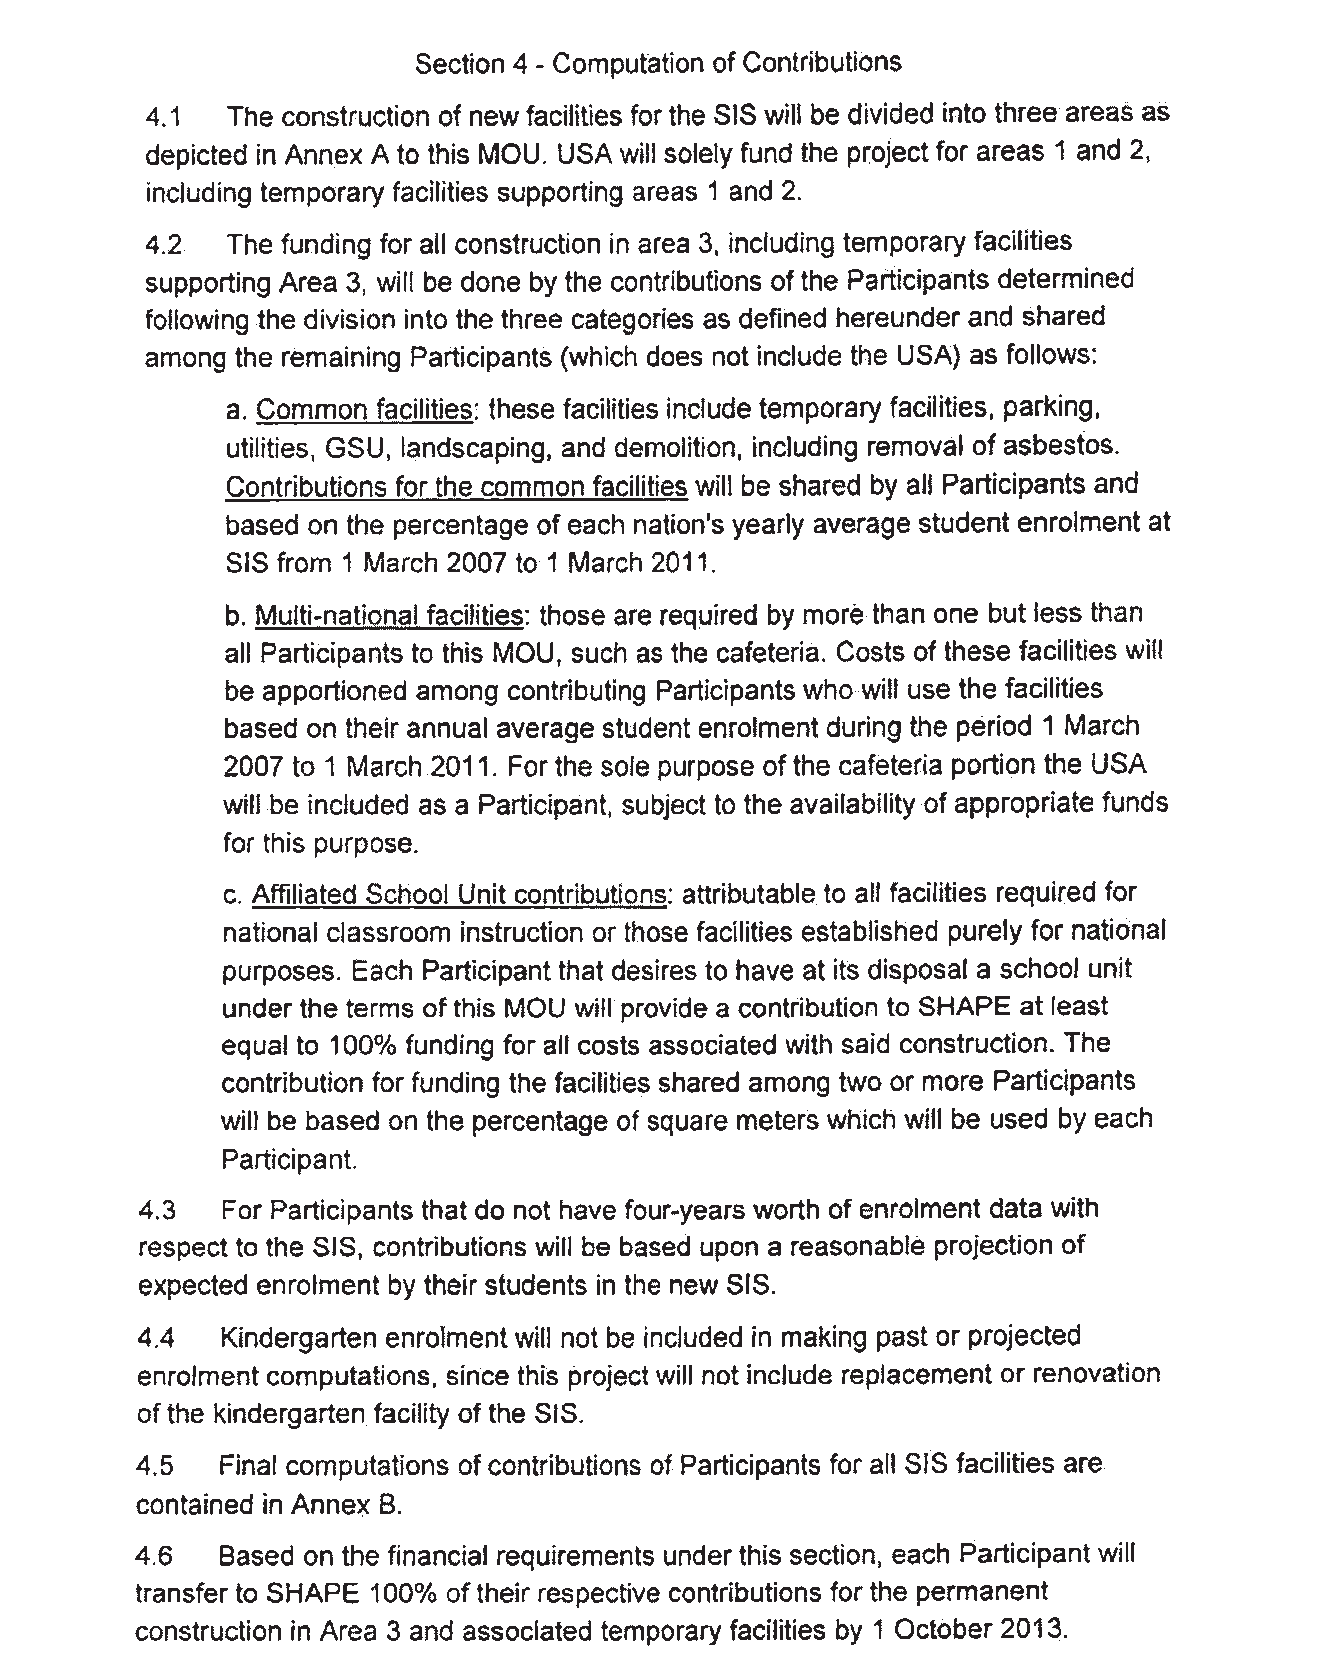 Section 4 - Computation of Contributions
4.1 The construction of new facilities for the SIS will be divided into three areas as
depicted in Annex A to this MOU. USA will solely fund the project for areas 1 and 2,
including temporary facilities supporting areas 1 and 2.
4.2 The funding for all construction in area 3, including temporary facilities
supporting Area 3, will be done by the contributions of the Participants determined
following the division into the three categories as defined hereunder and shared
among the remaining Participants (which does not include the USA) as follows:
a. Common facilities: these facilities include temporary facilities, parking,
utilities, GSU, landscaping, and demolition, including removal of asbestos.
Contributions for the common facilities will be shared by all Participants and
based on the percentage of each nation's yearly average student enrolment at
SIS from 1 March 2007 to 1 March 2011.
b. Multi-national facilities: those are required by more than one but less than
all Participants to this MOU, such as the cafeteria. Costs of these facilities will
be apportioned among contributing Participants who will use the facilities
based on their annual average student enrolment during the period 1 March
2007 to 1 March 2011. For the sole purpose of the cafeteria portion the USA
will be included as a Participant, subject to the availability of appropriate funds
for this purpose.
c. Affiliated School Unit contributions: attributable to all facilities required for
national classroom instruction or those facilities established purely for national
purposes. Each Participant that desires to have at its disposal a school unit
under the terms of this MOU will provide a contribution to SHAPE at least
equal to 100% funding for all costs associated with said construction. The
contribution for funding the facilities shared among two or more Participants
will be based on the percentage of square meters which will be used by each
Participant.
4.3 For Participants that do not have four-years worth of enrolment data with
respect to the SIS, contributions will be based upon a reasonable projection of
expected enrolment by their students in the new SIS.
4.4 Kindergarten enrolment will not be included in making past or projected
enrolment computations, since this project will not include replacement or renovation
of the kindergarten facility of the SIS.
4.5 Final computations of contributions of Participants for all SIS facilities are
contained in Annex B.
4.6 Based on the financial requirements under this section, each Participant will
transfer to SHAPE 100% of their respective contributions for the permanent
construction in Area 3 and associated temporary facilities by 1 October 2013.